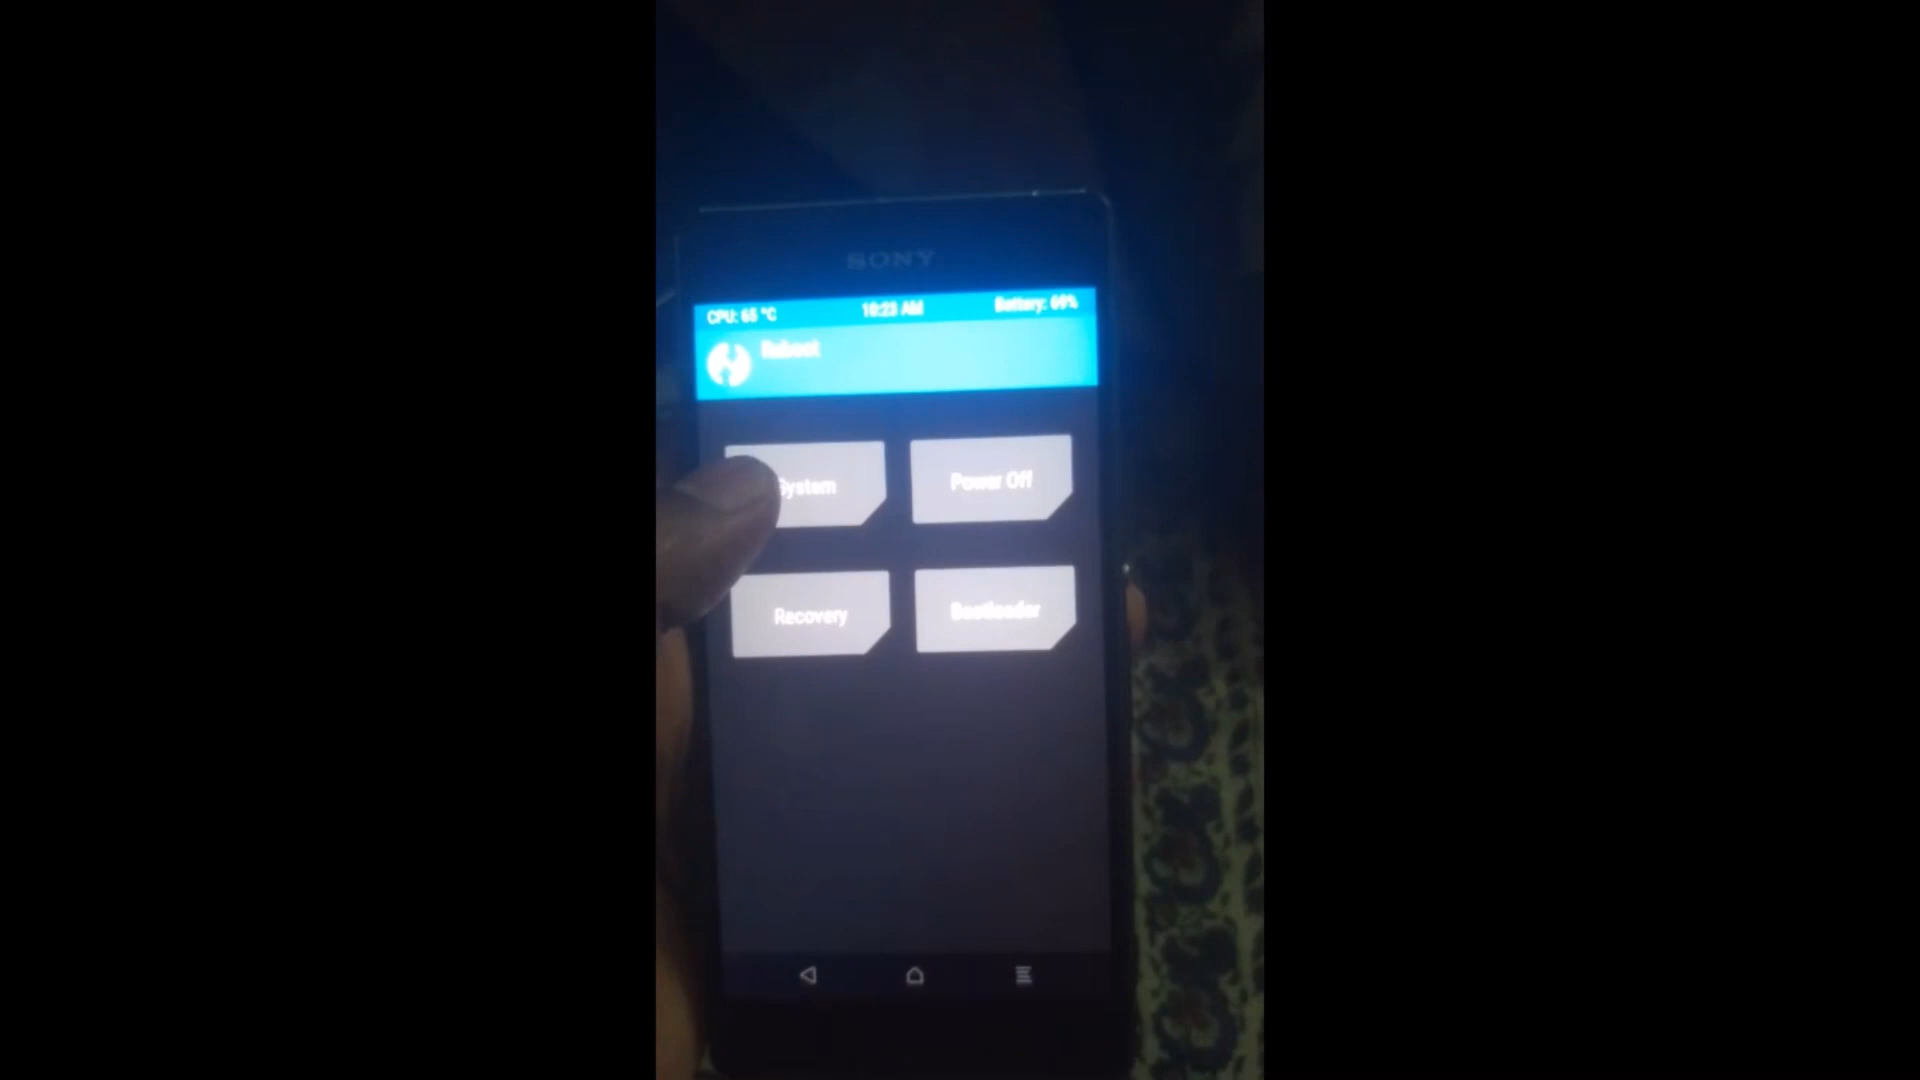 SONY
CPU: 65 °C 10:23 AM Battery: 69%
Reboot
System Power Off
Recovery Bootloader